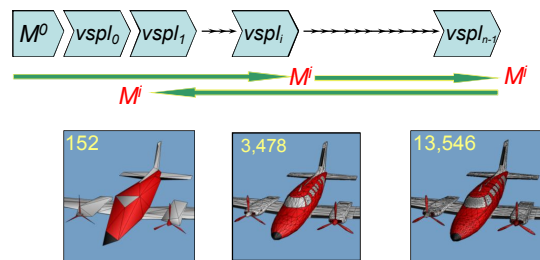 M⁰ vspl₀ vspl₁ vsplᵢ vsplₙ₋₁
Mⁱ Mⁱ
Mⁱ
152 3,478 13,546